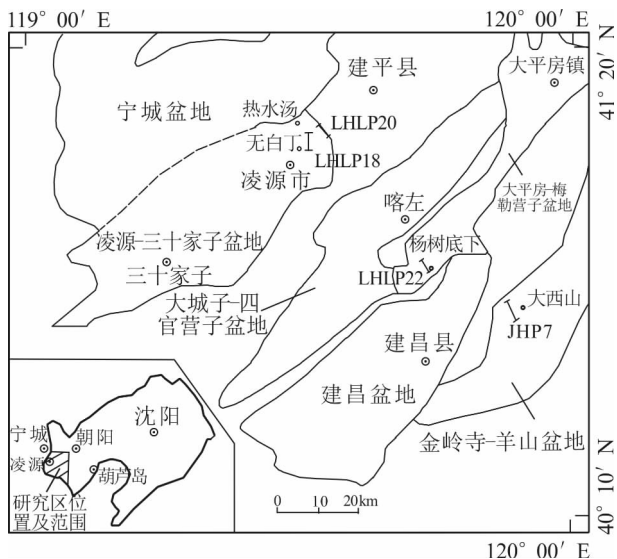 119° 00′ E
120° 00′ E
41° 20′ N
建平县
大平房镇
宁城盆地
热水汤
LHLP20
无白丁
LHLP18
凌源市
大平房-梅
勒营子盆地
喀左
凌源-三十家子盆地
杨树底下
三十家子
LHLP22
大西山
大城子-四
官营子盆地
JHP7
建昌县
建昌盆地
沈阳
金岭寺-羊山盆地
宁城
朝阳
凌源
葫芦岛
研究区位
置及范围
0 10 20km
40° 10′ N
120° 00′ E